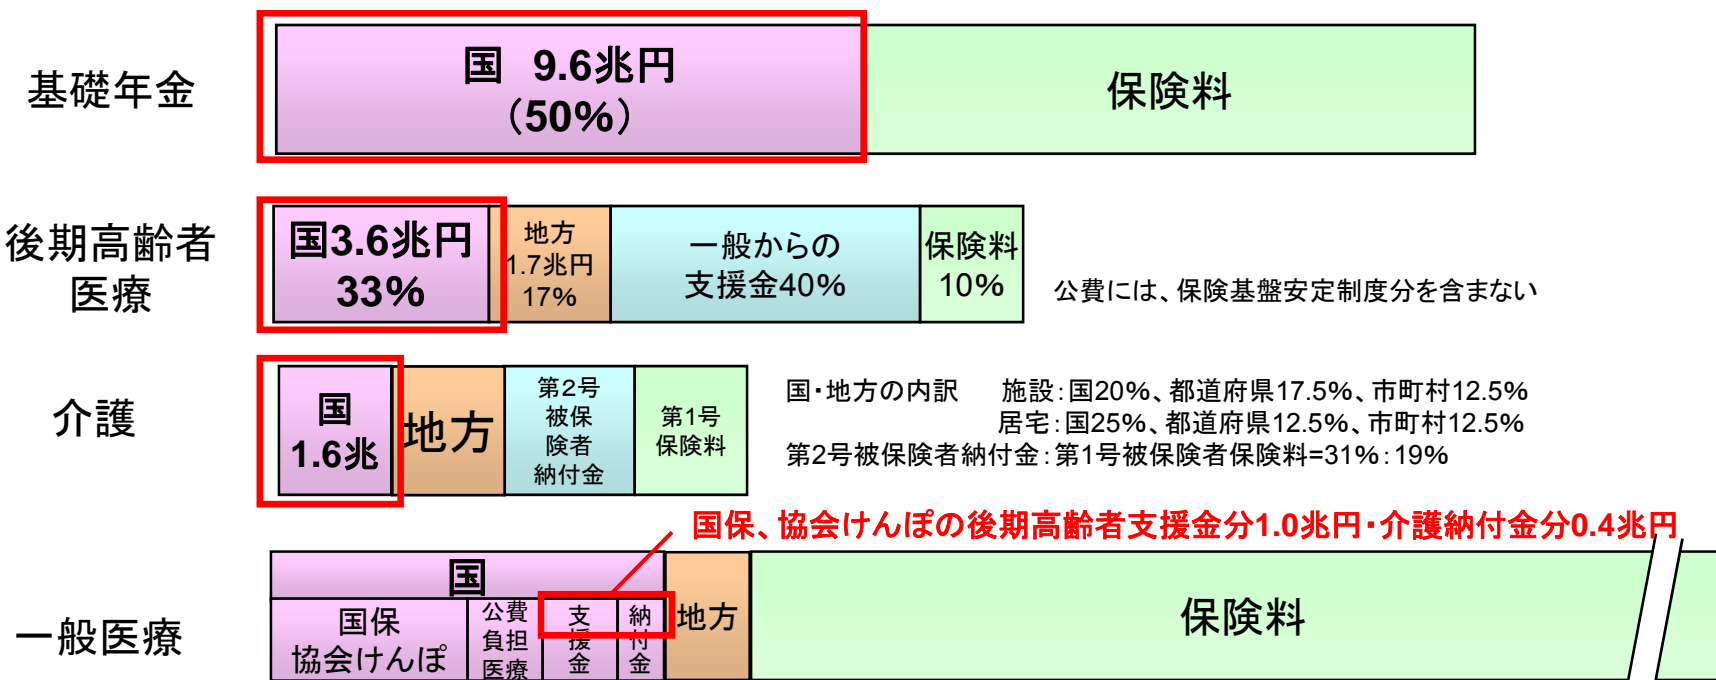 基礎年金
国 9.6兆円
（50%）
保険料
後期高齢者
医療
国3.6兆円
33%
地方
1.7兆円
17%
一般からの
支援金40%
保険料
10%
公費には、保険基盤安定制度分を含まない
介護
国
1.6兆
地方
第2号
被保
険者
納付金
第1号
保険料
国・地方の内訳　施設：国20%、都道府県17.5%、市町村12.5%
居宅：国25%、都道府県12.5%、市町村12.5%
第2号被保険者納付金：第1号被保険者保険料=31%：19%
国保、協会けんぽの後期高齢者支援金分1.0兆円・介護納付金分0.4兆円
一般医療
国
国保
協会けんぽ
公費
負担
医療
支援金
納付金
地方
保険料